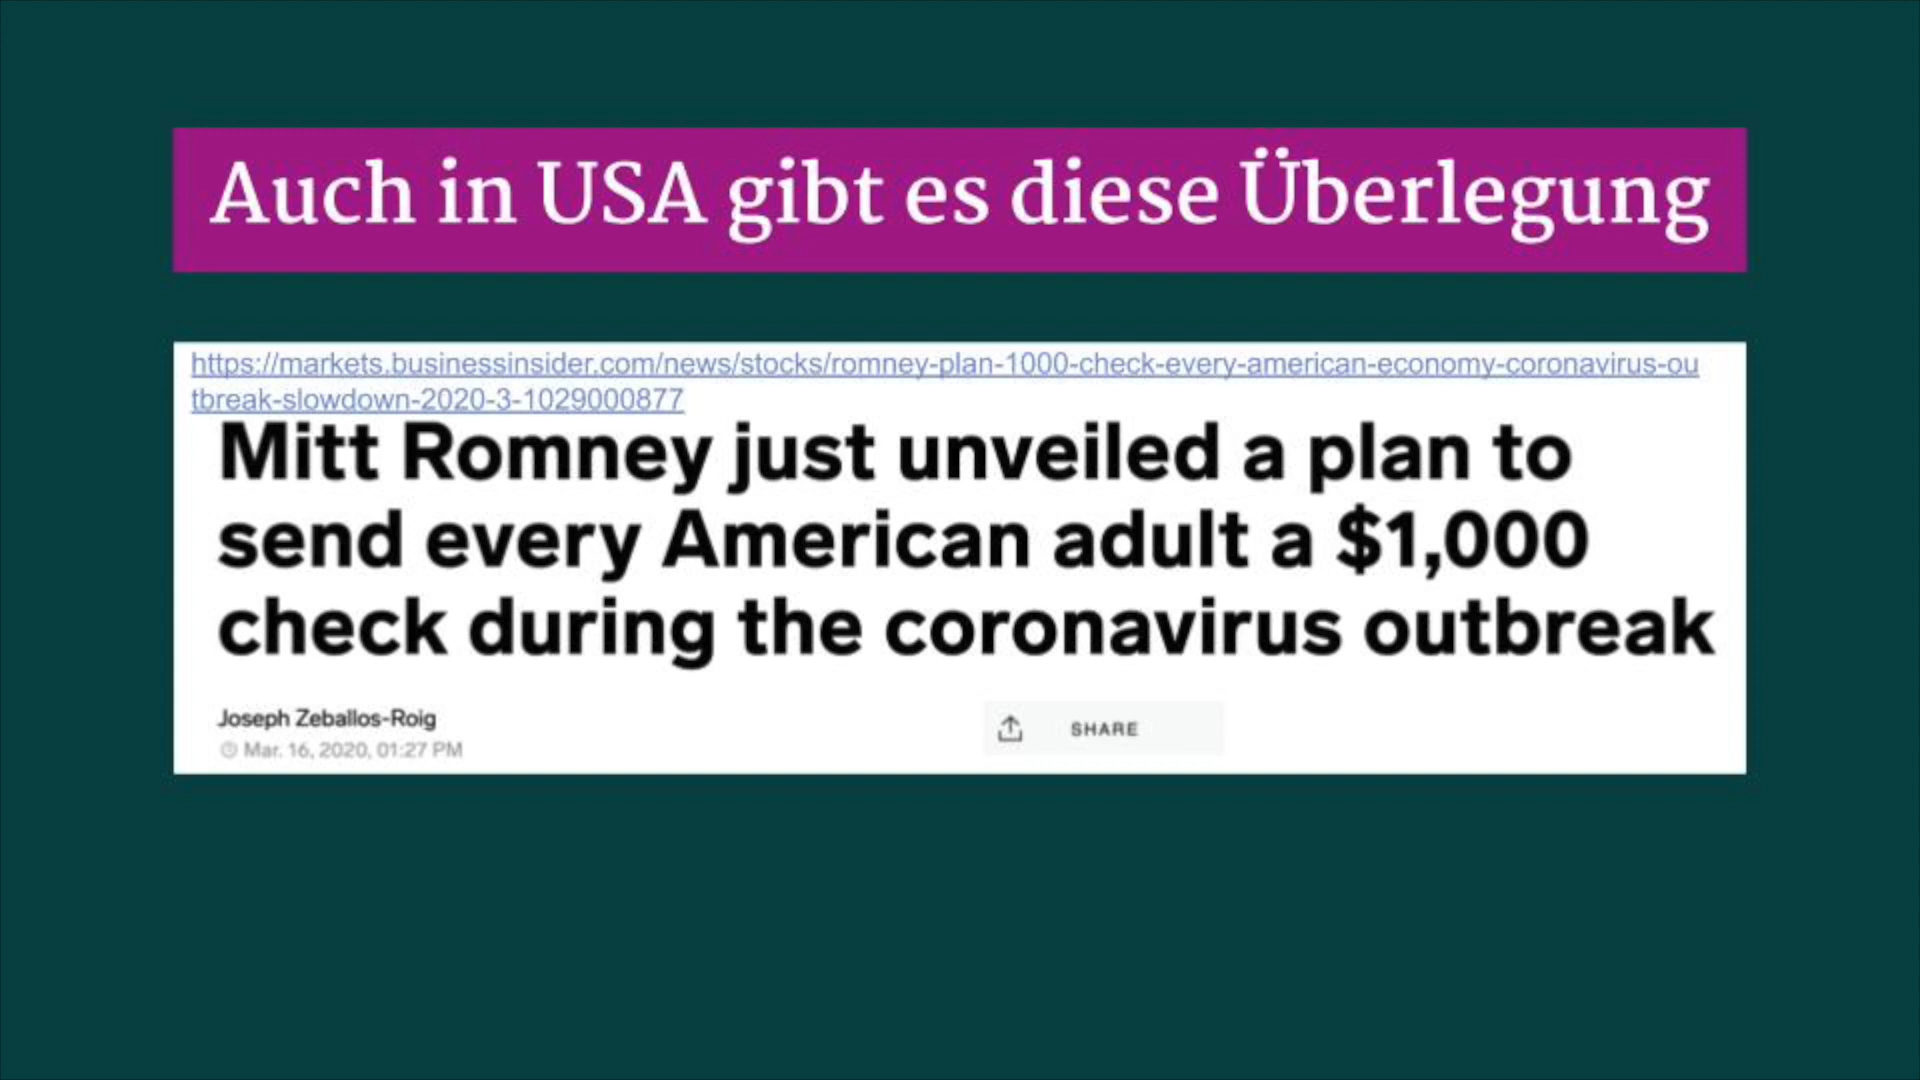 Auch in USA gibt es diese Überlegung
https://markets.businessinsider.com/news/stocks/romney-plan-1000-check-every-american-economy-coronavirus-ou
tbreak-slowdown-2020-3-1029000877
Mitt Romney just unveiled a plan to
send every American adult a $1,000
check during the coronavirus outbreak
Joseph Zeballos-Roig
SHARE
Mar. 16, 2020, 01:27 PM